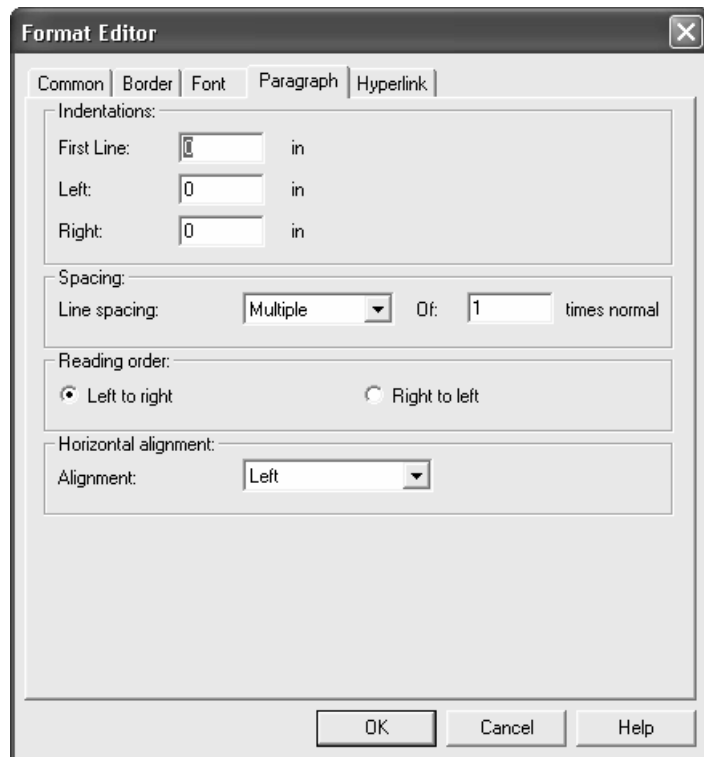 Format Editor
Common Border Font Paragraph Hyperlink
Indentations:
First Line: 0 in
Left: 0 in
Right: 0 in
Spacing:
Line spacing: Multiple Of: 1 times normal
Reading order:
Left to right Right to left
Horizontal alignment:
Alignment: Left
OK Cancel Help